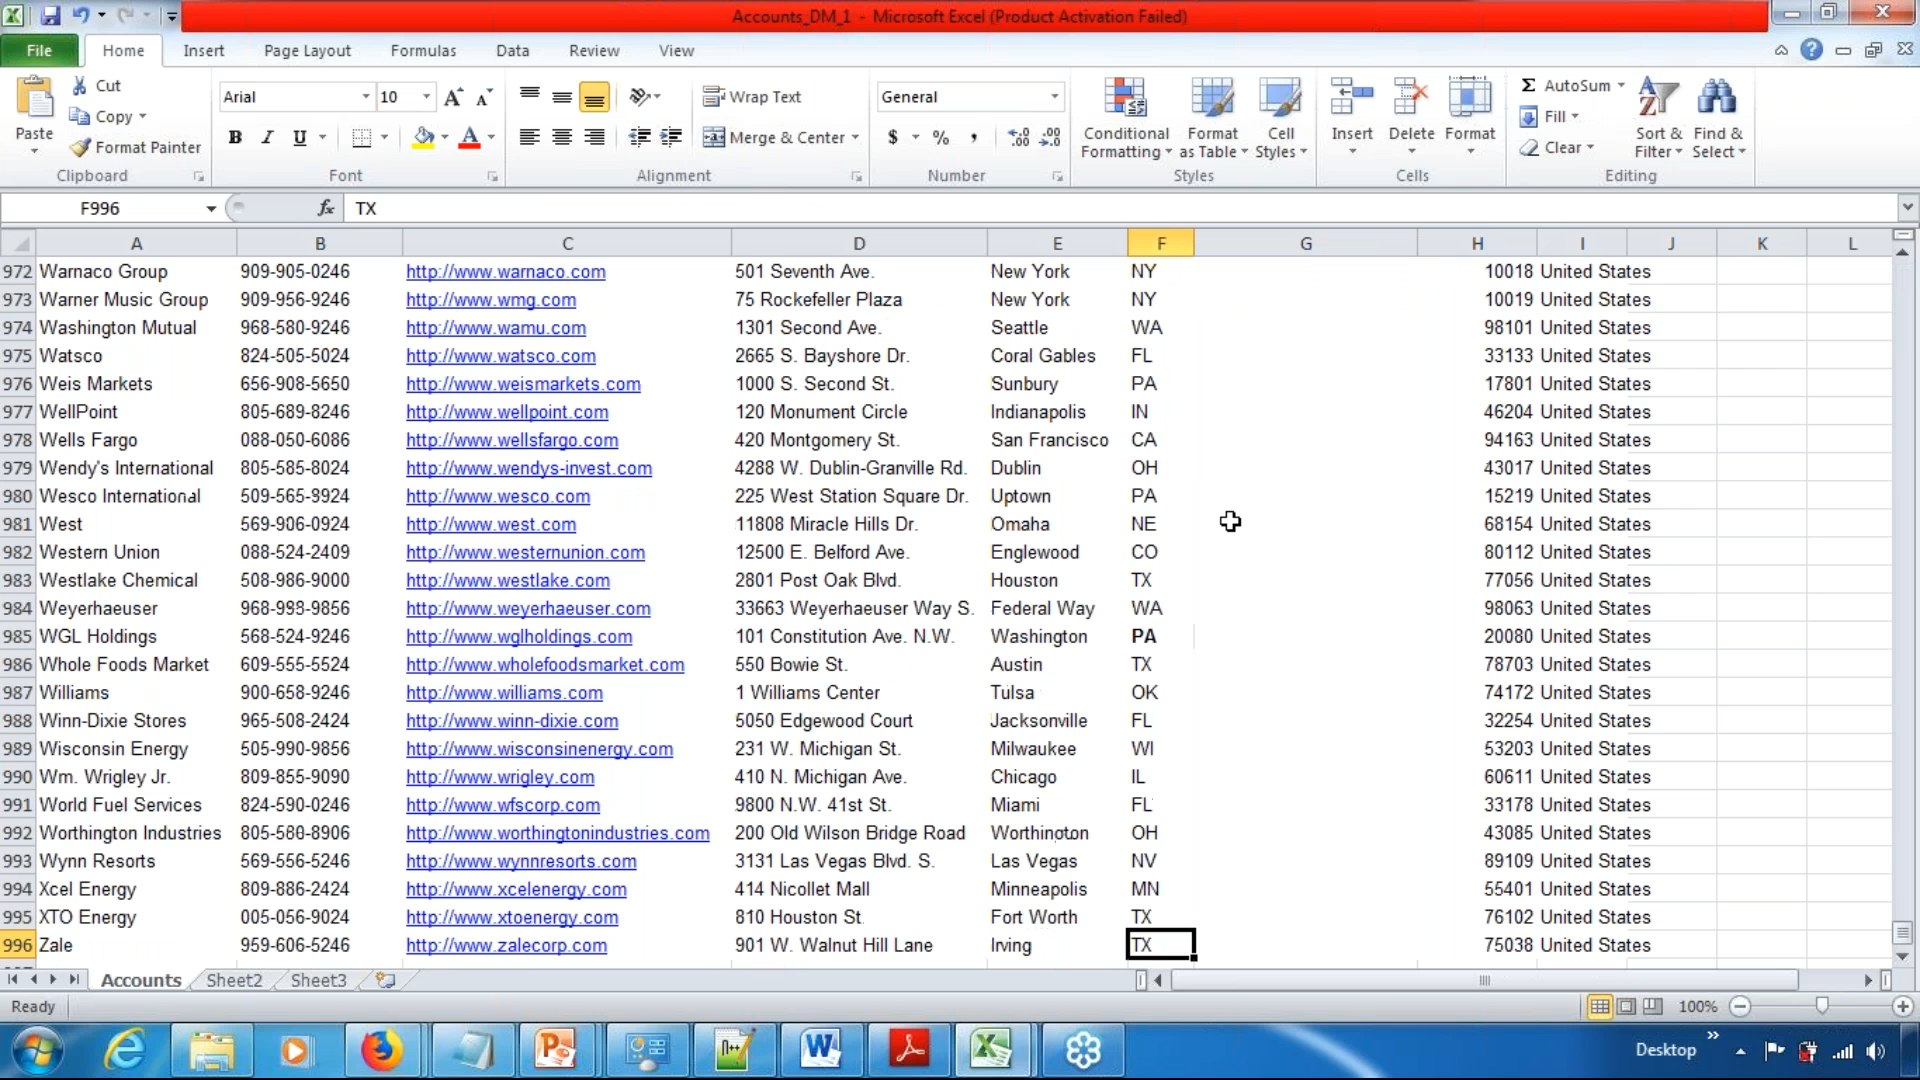 Accounts_DM_1 - Microsoft Excel (Product Activation Failed)
File Home Insert Page Layout Formulas Data Review View
Paste Cut Copy Format Painter Clipboard
Arial 10 B I U Font
Wrap Text Merge & Center Alignment
General $ % , Number
Conditional Formatting Format as Table Cell Styles Styles
Insert Delete Format Cells
AutoSum Fill Clear Sort & Filter Find & Select Editing
F996 fx TX
A B C D E F G H I J K L
972 Warnaco Group 909-905-0246 http://www.warnaco.com 501 Seventh Ave. New York NY 10018 United States
973 Warner Music Group 909-956-9246 http://www.wmg.com 75 Rockefeller Plaza New York NY 10019 United States
974 Washington Mutual 968-580-9246 http://www.wamu.com 1301 Second Ave. Seattle WA 98101 United States
975 Watsco 824-505-5024 http://www.watsco.com 2665 S. Bayshore Dr. Coral Gables FL 33133 United States
976 Weis Markets 656-908-5650 http://www.weismarkets.com 1000 S. Second St. Sunbury PA 17801 United States
977 WellPoint 805-689-8246 http://www.wellpoint.com 120 Monument Circle Indianapolis IN 46204 United States
978 Wells Fargo 088-050-6086 http://www.wellsfargo.com 420 Montgomery St. San Francisco CA 94163 United States
979 Wendy's International 805-585-8024 http://www.wendys-invest.com 4288 W. Dublin-Granville Rd. Dublin OH 43017 United States
980 Wesco International 509-565-9924 http://www.wesco.com 225 West Station Square Dr. Uptown PA 15219 United States
981 West 569-906-0924 http://www.west.com 11808 Miracle Hills Dr. Omaha NE 68154 United States
982 Western Union 088-524-2409 http://www.westernunion.com 12500 E. Belford Ave. Englewood CO 80112 United States
983 Westlake Chemical 508-986-9000 http://www.westlake.com 2801 Post Oak Blvd. Houston TX 77056 United States
984 Weyerhaeuser 968-998-9856 http://www.weyerhaeuser.com 33663 Weyerhaeuser Way S. Federal Way WA 98063 United States
985 WGL Holdings 568-524-9246 http://www.wglholdings.com 101 Constitution Ave. N.W. Washington PA 20080 United States
986 Whole Foods Market 609-555-5524 http://www.wholefoodsmarket.com 550 Bowie St. Austin TX 78703 United States
987 Williams 900-658-9246 http://www.williams.com 1 Williams Center Tulsa OK 74172 United States
988 Winn-Dixie Stores 965-508-2424 http://www.winn-dixie.com 5050 Edgewood Court Jacksonville FL 32254 United States
989 Wisconsin Energy 505-990-9856 http://www.wisconsinenergy.com 231 W. Michigan St. Milwaukee WI 53203 United States
990 Wm. Wrigley Jr. 809-855-9090 http://www.wrigley.com 410 N. Michigan Ave. Chicago IL 60611 United States
991 World Fuel Services 824-590-0246 http://www.wfscorp.com 9800 N.W. 41st St. Miami FL 33178 United States
992 Worthington Industries 805-580-8906 http://www.worthingtonindustries.com 200 Old Wilson Bridge Road Worthington OH 43085 United States
993 Wynn Resorts 569-556-5246 http://www.wynnresorts.com 3131 Las Vegas Blvd. S. Las Vegas NV 89109 United States
994 Xcel Energy 809-886-2424 http://www.xcelenergy.com 414 Nicollet Mall Minneapolis MN 55401 United States
995 XTO Energy 005-056-9024 http://www.xtoenergy.com 810 Houston St. Fort Worth TX 76102 United States
996 Zale 959-606-5246 http://www.zalecorp.com 901 W. Walnut Hill Lane Irving TX 75038 United States
Accounts Sheet2 Sheet3
Ready 100%
Desktop